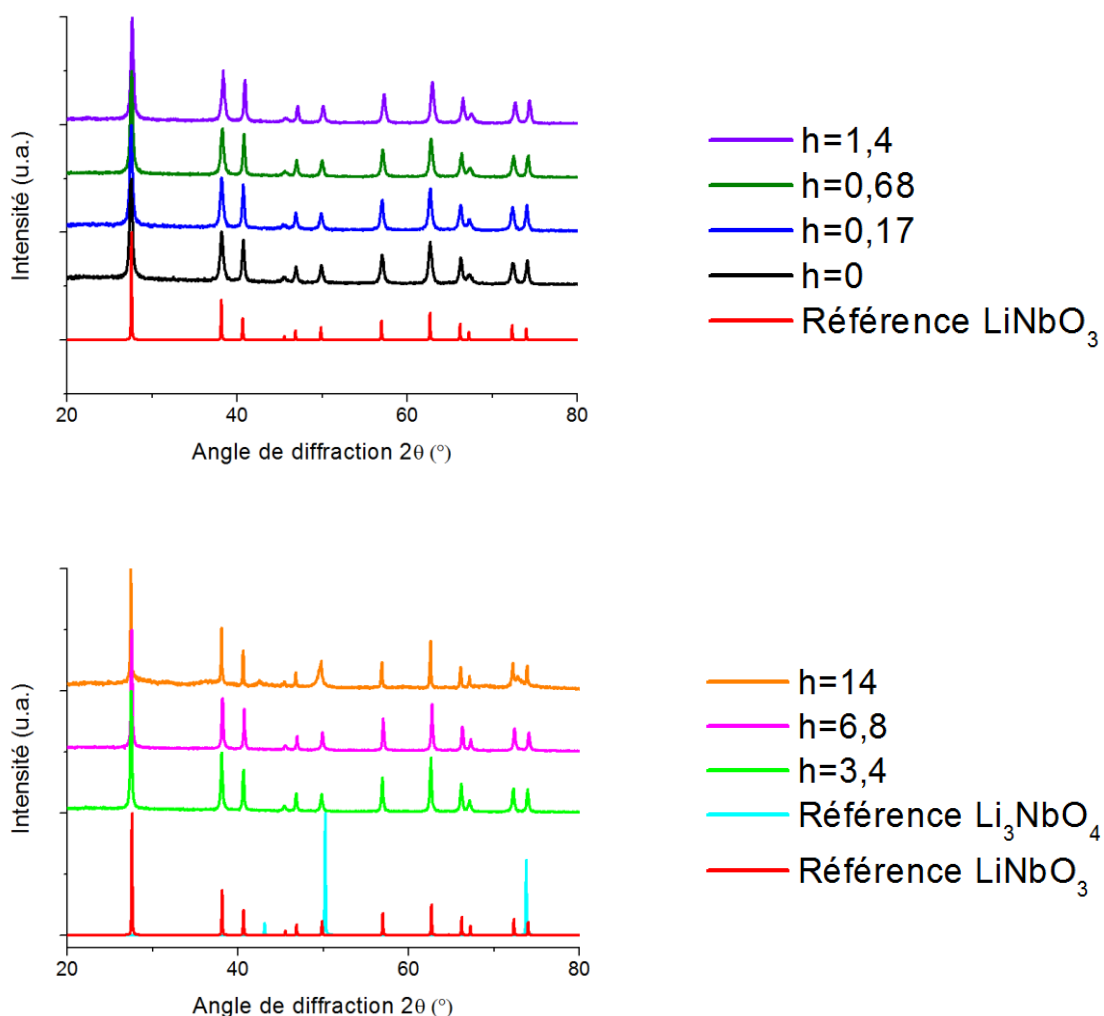 Intensité (u.a.)
20 40 60 80
Angle de diffraction 2θ (°)
h=1,4
h=0,68
h=0,17
h=0
Référence LiNbO3
Intensité (u.a.)
20 40 60 80
Angle de diffraction 2θ (°)
h=14
h=6,8
h=3,4
Référence Li3NbO4
Référence LiNbO3